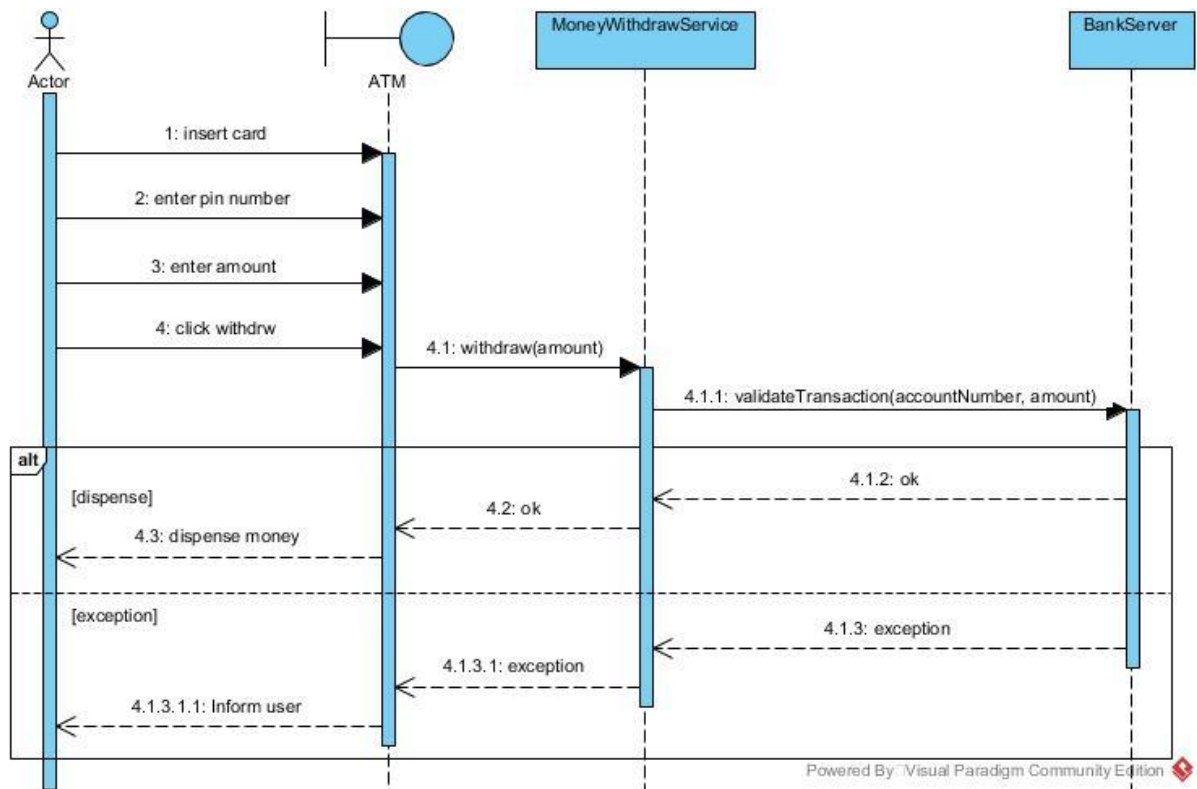 MoneyWithdrawService
BankServer
Actor
ATM
1: insert card
2: enter pin number
3: enter amount
4: click withdrw
4.1: withdraw(amount)
4.1.1: validateTransaction(accountNumber, amount)
alt
[dispense]
4.1.2: ok
4.2: ok
4.3: dispense money
[exception]
4.1.3: exception
4.1.3.1: exception
4.1.3.1.1: Inform user
Powered By Visual Paradigm Community Edition